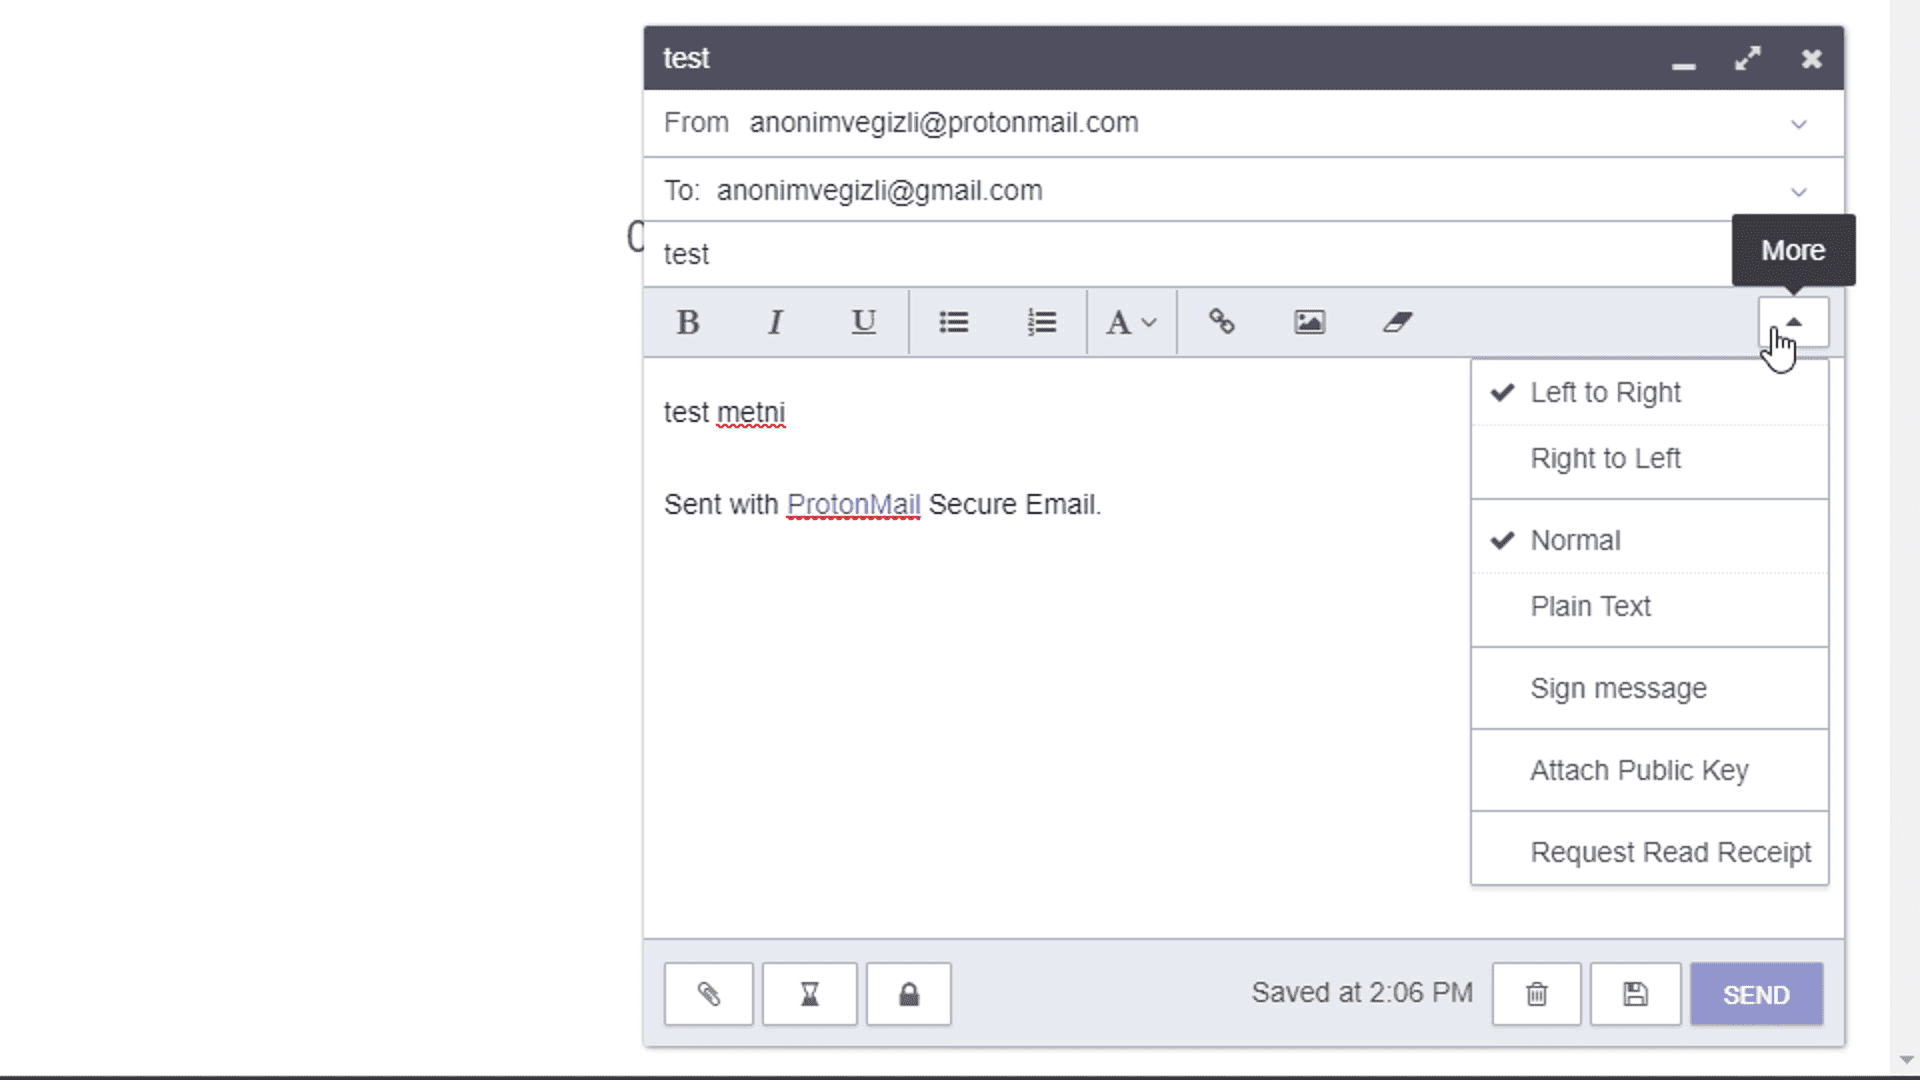 test
From anonimvegizli@protonmail.com
To: anonimvegizli@gmail.com
test
More
B I U A
Left to Right
Right to Left
Normal
Plain Text
Sign message
Attach Public Key
Request Read Receipt
test metni
Sent with ProtonMail Secure Email.
Saved at 2:06 PM
SEND